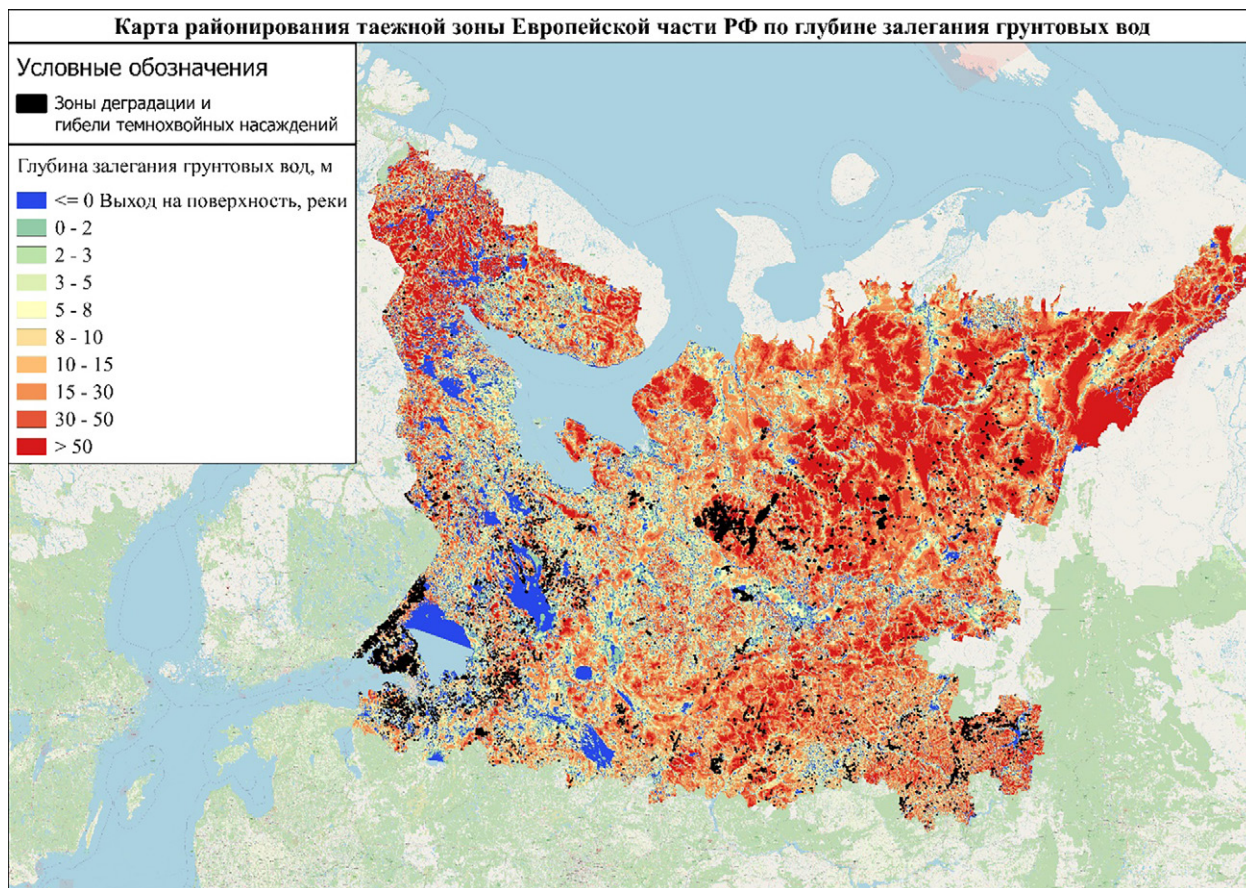 Карта районирования таежной зоны Европейской части РФ по глубине залегания грунтовых вод
Условные обозначения
Зоны деградации и
гибели темнохвойных насаждений
Глубина залегания грунтовых вод, м
<= 0 Выход на поверхность, реки
0 - 2
2 - 3
3 - 5
5 - 8
8 - 10
10 - 15
15 - 30
30 - 50
> 50